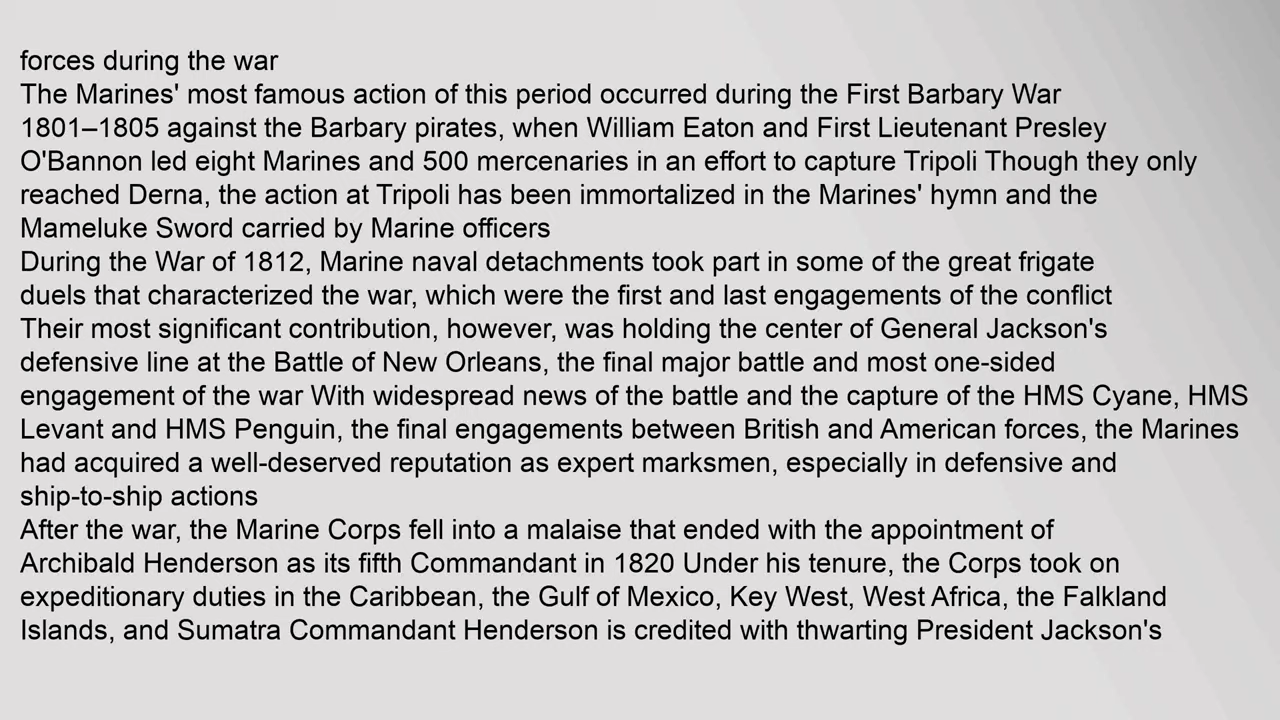 forces during the war
The Marines' most famous action of this period occurred during the First Barbary War
1801–1805 against the Barbary pirates, when William Eaton and First Lieutenant Presley
O'Bannon led eight Marines and 500 mercenaries in an effort to capture Tripoli Though they only
reached Derna, the action at Tripoli has been immortalized in the Marines' hymn and the
Mameluke Sword carried by Marine officers
During the War of 1812, Marine naval detachments took part in some of the great frigate
duels that characterized the war, which were the first and last engagements of the conflict
Their most significant contribution, however, was holding the center of General Jackson's
defensive line at the Battle of New Orleans, the final major battle and most one-sided
engagement of the war With widespread news of the battle and the capture of the HMS Cyane, HMS
Levant and HMS Penguin, the final engagements between British and American forces, the Marines
had acquired a well-deserved reputation as expert marksmen, especially in defensive and
ship-to-ship actions
After the war, the Marine Corps fell into a malaise that ended with the appointment of
Archibald Henderson as its fifth Commandant in 1820 Under his tenure, the Corps took on
expeditionary duties in the Caribbean, the Gulf of Mexico, Key West, West Africa, the Falkland
Islands, and Sumatra Commandant Henderson is credited with thwarting President Jackson's